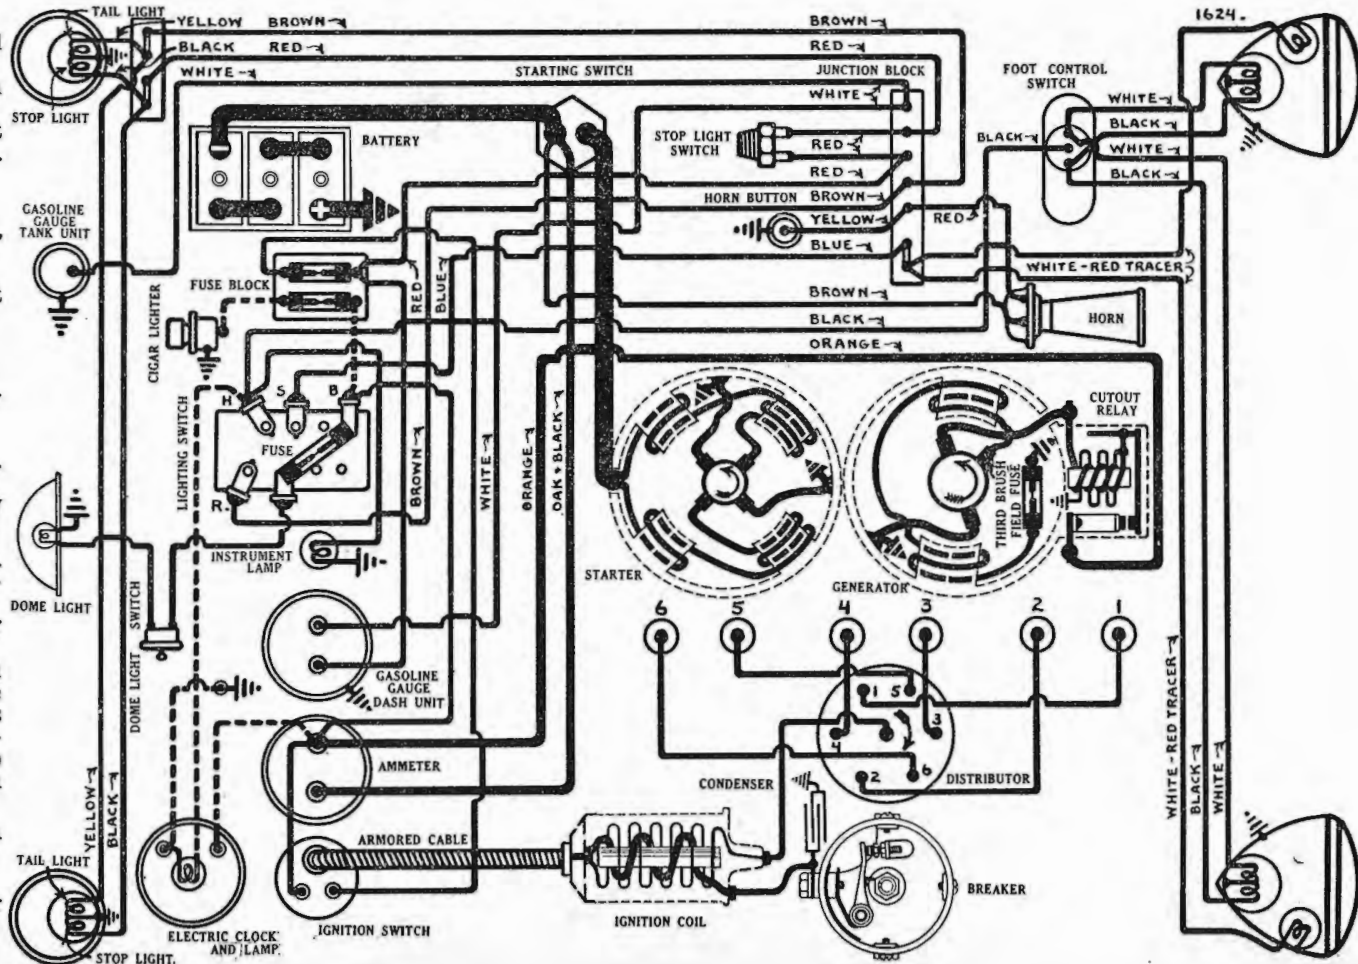 TAIL LIGHT
YELLOW BROWN
BLACK RED
WHITE
STOP LIGHT
STARTING SWITCH
BROWN
RED
JUNCTION BLOCK
WHITE
1624.
FOOT CONTROL
SWITCH
WHITE
BLACK
BLACK
WHITE
BLACK
BATTERY
STOP LIGHT
SWITCH
RED
RED
HORN BUTTON
BROWN
YELLOW
RED
BLUE
WHITE-RED TRACER
GASOLINE
GAUGE
TANK UNIT
FUSE BLOCK
RED
BLUE
BROWN
BLACK
HORN
ORANGE
CIGAR LIGHTER
H
S
B
FUSE
R.
LIGHTING SWITCH
BROWN
WHITE
ORANGE
OAK & BLACK
CUTOUT
RELAY
THIRD BRUSH
FIELD FUSE
INSTRUMENT
LAMP
STARTER
GENERATOR
DOME LIGHT
DOME LIGHT SWITCH
6
5
4
3
2
1
GASOLINE
GAUGE
DASH UNIT
1
5
3
4
6
2
DISTRIBUTOR
AMMETER
CONDENSER
WHITE-RED TRACER
BLACK
WHITE
YELLOW
BLACK
ARMORED CABLE
TAIL LIGHT
STOP LIGHT.
ELECTRIC CLOCK
AND LAMP.
IGNITION SWITCH
IGNITION COIL
BREAKER